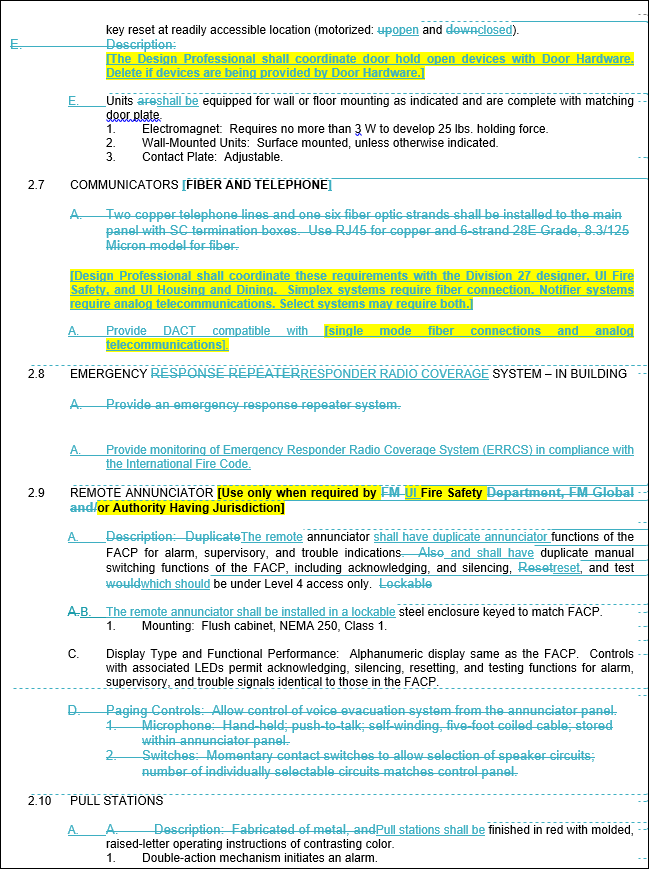 key reset at readily accessible location (motorized: upopen and downclosed).
E. Description:
[The Design Professional shall coordinate door hold open devices with Door Hardware.
Delete if devices are being provided by Door Hardware.]
E. Units areshall be equipped for wall or floor mounting as indicated and are complete with matching
door plate.
1. Electromagnet: Requires no more than 3 W to develop 25 lbs. holding force.
2. Wall-Mounted Units: Surface mounted, unless otherwise indicated.
3. Contact Plate: Adjustable.
2.7 COMMUNICATORS [FIBER AND TELEPHONE]
A. Two copper telephone lines and one six fiber optic strands shall be installed to the main
panel with SC termination boxes. Use RJ45 for copper and 6-strand 28E Grade, 8.3/125
Micron model for fiber.
[Design Professional shall coordinate these requirements with the Division 27 designer, UI Fire
Safety, and UI Housing and Dining. Simplex systems require fiber connection. Notifier systems
require analog telecommunications. Select systems may require both.]
A. Provide DACT compatible with [single mode fiber connections and analog
telecommunications].
2.8 EMERGENCY RESPONSE REPEATERRESPONDER RADIO COVERAGE SYSTEM – IN BUILDING
A. Provide an emergency response repeater system.
A. Provide monitoring of Emergency Responder Radio Coverage System (ERRCS) in compliance with
the International Fire Code.
2.9 REMOTE ANNUNCIATOR [Use only when required by FM UI Fire Safety Department, FM Global
and/or Authority Having Jurisdiction]
A. Description: DuplicateThe remote annunciator shall have duplicate annunciator functions of the
FACP for alarm, supervisory, and trouble indications. Also and shall have duplicate manual
switching functions of the FACP, including acknowledging, and silencing, Resetreset, and test
wouldwhich should be under Level 4 access only. Lockable
A.B. The remote annunciator shall be installed in a lockable steel enclosure keyed to match FACP.
1. Mounting: Flush cabinet, NEMA 250, Class 1.
C. Display Type and Functional Performance: Alphanumeric display same as the FACP. Controls
with associated LEDs permit acknowledging, silencing, resetting, and testing functions for alarm,
supervisory, and trouble signals identical to those in the FACP.
D. Paging Controls: Allow control of voice evacuation system from the annunciator panel.
1. Microphone: Hand-held; push-to-talk; self-winding, five-foot coiled cable; stored
within annunciator panel.
2. Switches: Momentary contact switches to allow selection of speaker circuits;
number of individually selectable circuits matches control panel.
2.10 PULL STATIONS
A. A. Description: Fabricated of metal, andPull stations shall be finished in red with molded,
raised-letter operating instructions of contrasting color.
1. Double-action mechanism initiates an alarm.